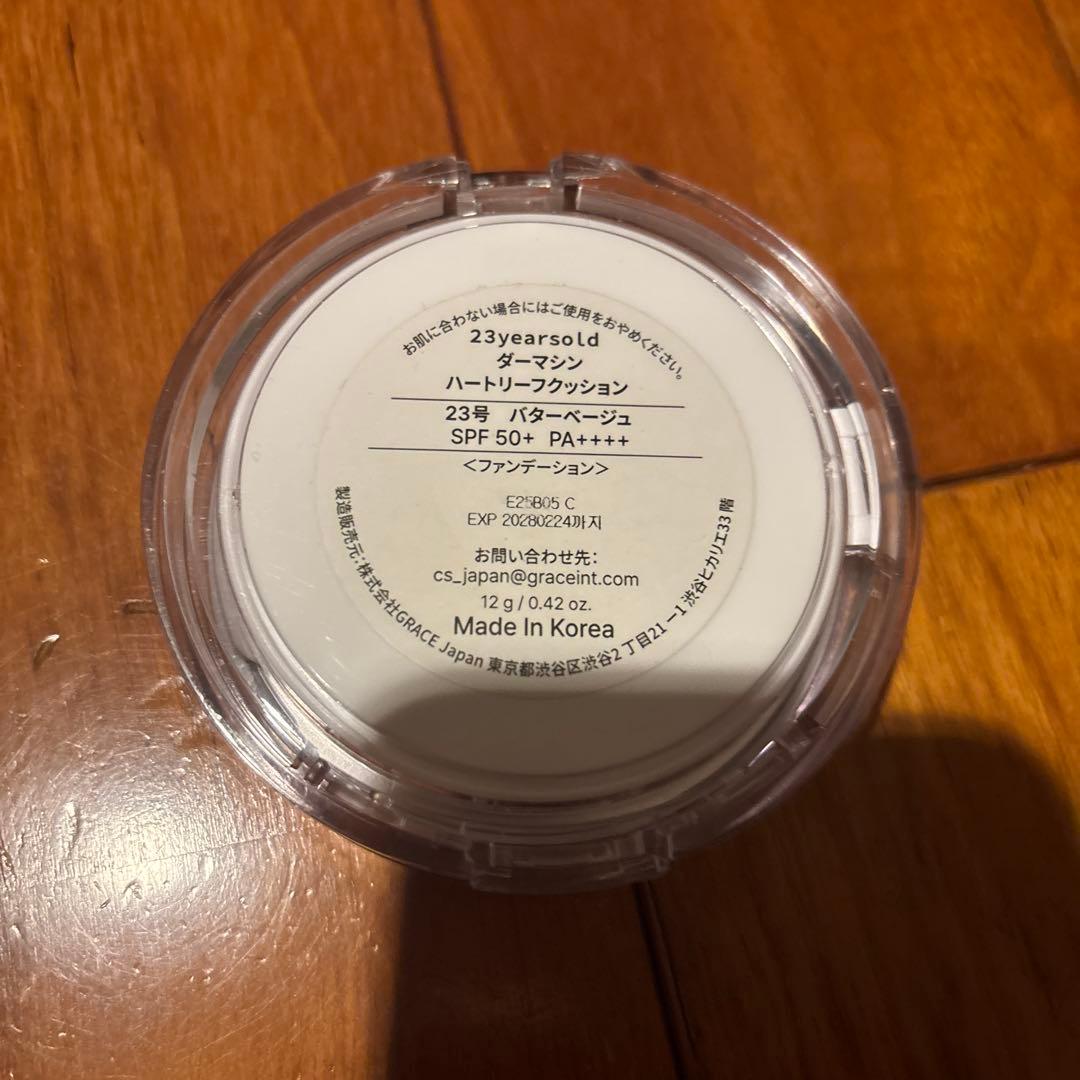 お肌に合わない場合にはご使用をおやめください。
23yearsold
ダーマシン
ハートリーフクッション
23号 バターベージュ
SPF 50+ PA++++
<ファンデーション>
E25B05 C
EXP 20280224까지
お問い合わせ先:
cs_japan@graceint.com
12 g / 0.42 oz.
Made In Korea
製造販売元:株式会社GRACE Japan 東京都渋谷区渋谷2丁目21ー1 渋谷ヒカリエ33階